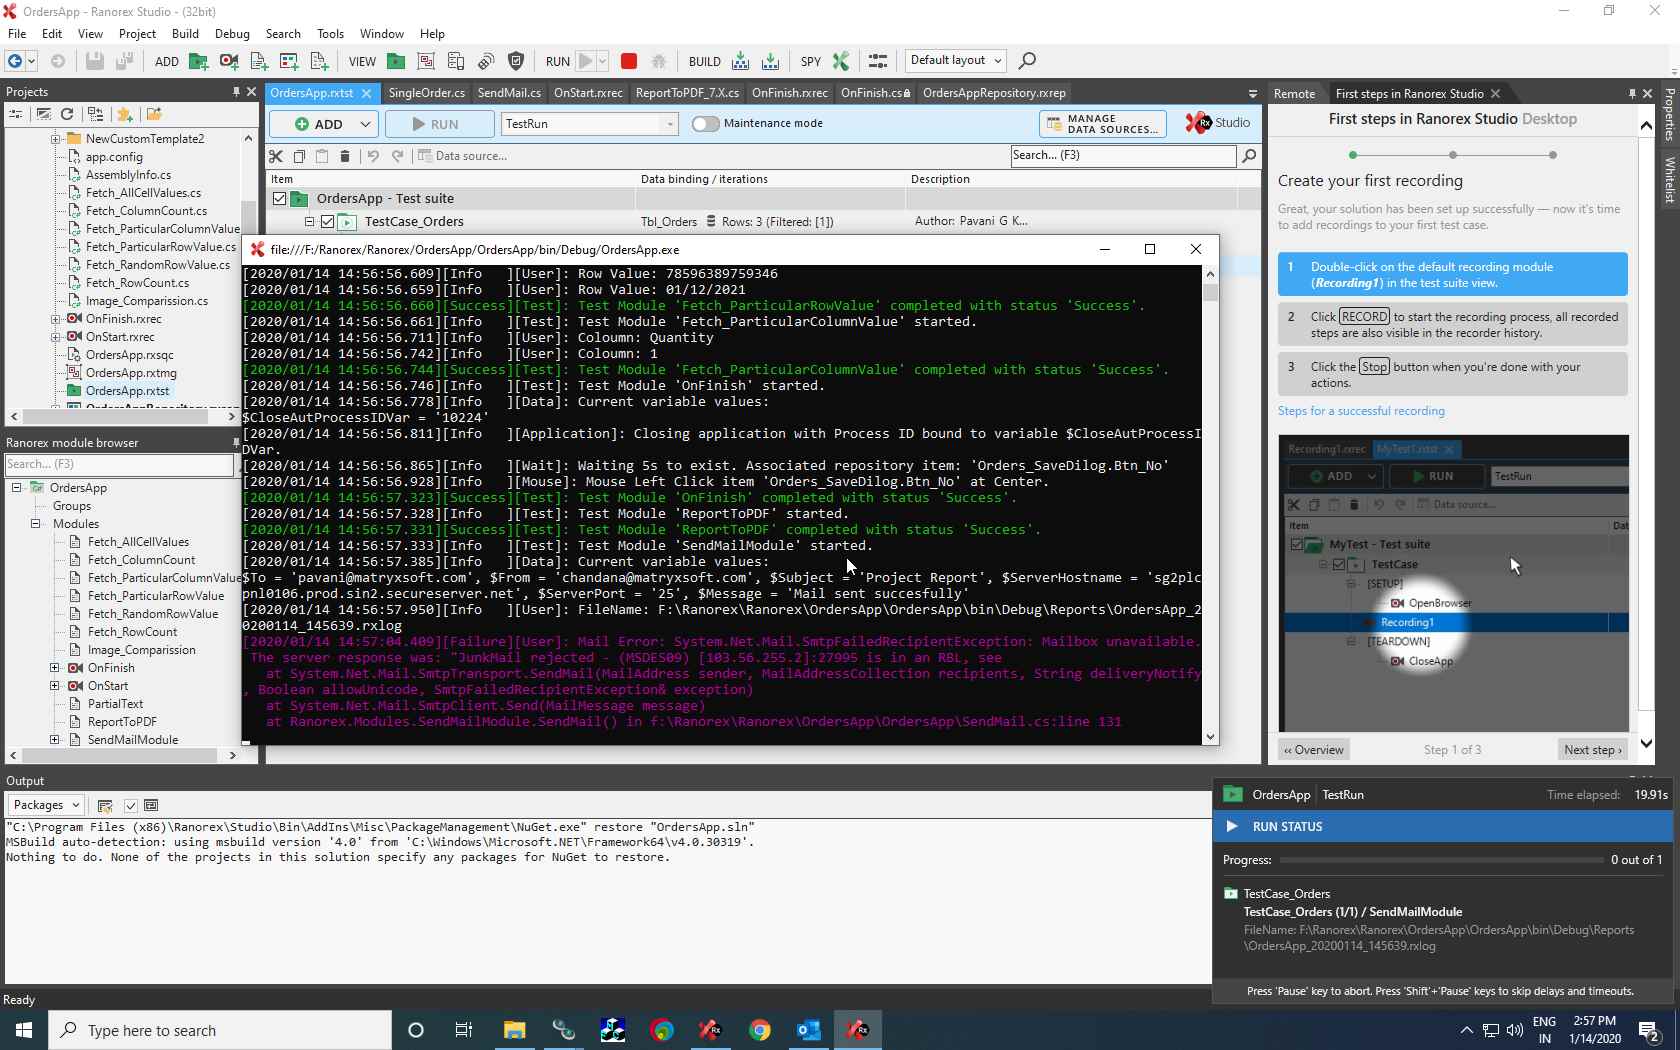 OrdersApp - Ranorex Studio - (32bit)
File Edit View Project Build Debug Search Tools Window Help
ADD VIEW RUN BUILD SPY Default layout
Projects
NewCustomTemplate2
app.config
AssemblyInfo.cs
Fetch_AllCellValues.cs
Fetch_ColumnCount.cs
Fetch_ParticularColumnValue
Fetch_ParticularRowValue.cs
Fetch_RandomRowValue.cs
Fetch_RowCount.cs
Image_Comparission.cs
OnFinish.rxrec
OnStart.rxrec
OrdersApp.rxsqc
OrdersApp.rxtmg
OrdersApp.rxtst
Ranorex module browser
Search... (F3)
OrdersApp
Groups
Modules
Fetch_AllCellValues
Fetch_ColumnCount
Fetch_ParticularColumnValue
Fetch_ParticularRowValue
Fetch_RandomRowValue
Fetch_RowCount
Image_Comparission
OnFinish
OnStart
PartialText
ReportToPDF
SendMailModule
OrdersApp.rxtst SingleOrder.cs SendMail.cs OnStart.rxrec ReportToPDF_7.X.cs OnFinish.rxrec OnFinish.cs OrdersAppRepository.rxrep
ADD RUN TestRun Maintenance mode MANAGE DATA SOURCES... Rx Studio
Data source... Search... (F3)
Item Data binding / iterations Description
OrdersApp - Test suite
TestCase_Orders Tbl_Orders Rows: 3 (Filtered: [1]) Author: Pavani G K...
file:///F:/Ranorex/Ranorex/OrdersApp/OrdersApp/bin/Debug/OrdersApp.exe
[2020/01/14 14:56:56.609][Info   ][User]: Row Value: 78596389759346
[2020/01/14 14:56:56.659][Info   ][User]: Row Value: 01/12/2021
[2020/01/14 14:56:56.660][Success][Test]: Test Module 'Fetch_ParticularRowValue' completed with status 'Success'.
[2020/01/14 14:56:56.661][Info   ][Test]: Test Module 'Fetch_ParticularColumnValue' started.
[2020/01/14 14:56:56.711][Info   ][User]: Coloumn: Quantity
[2020/01/14 14:56:56.742][Info   ][User]: Coloumn: 1
[2020/01/14 14:56:56.744][Success][Test]: Test Module 'Fetch_ParticularColumnValue' completed with status 'Success'.
[2020/01/14 14:56:56.746][Info   ][Test]: Test Module 'OnFinish' started.
[2020/01/14 14:56:56.778][Info   ][Data]: Current variable values:
$CloseAutProcessIDVar = '10224'
[2020/01/14 14:56:56.811][Info   ][Application]: Closing application with Process ID bound to variable $CloseAutProcessI
DVar.
[2020/01/14 14:56:56.865][Info   ][Wait]: Waiting 5s to exist. Associated repository item: 'Orders_SaveDilog.Btn_No'
[2020/01/14 14:56:56.928][Info   ][Mouse]: Mouse Left Click item 'Orders_SaveDilog.Btn_No' at Center.
[2020/01/14 14:56:57.323][Success][Test]: Test Module 'OnFinish' completed with status 'Success'.
[2020/01/14 14:56:57.328][Info   ][Test]: Test Module 'ReportToPDF' started.
[2020/01/14 14:56:57.331][Success][Test]: Test Module 'ReportToPDF' completed with status 'Success'.
[2020/01/14 14:56:57.333][Info   ][Test]: Test Module 'SendMailModule' started.
[2020/01/14 14:56:57.385][Info   ][Data]: Current variable values:
$To = 'pavani@matryxsoft.com', $From = 'chandana@matryxsoft.com', $Subject = 'Project Report', $ServerHostname = 'sg2plc
pnl0106.prod.sin2.secureserver.net', $ServerPort = '25', $Message = 'Mail sent succesfully'
[2020/01/14 14:56:57.950][Info   ][User]: FileName: F:\Ranorex\Ranorex\OrdersApp\OrdersApp\bin\Debug\Reports\OrdersApp_2
0200114_145639.rxlog
[2020/01/14 14:57:04.409][Failure][User]: Mail Error: System.Net.Mail.SmtpFailedRecipientException: Mailbox unavailable.
The server response was: "JunkMail rejected - (MSDES09) [103.56.255.2]:27995 is in an RBL, see
at System.Net.Mail.SmtpTransport.SendMail(MailAddress sender, MailAddressCollection recipients, String deliveryNotify
, Boolean allowUnicode, SmtpFailedRecipientException& exception)
at System.Net.Mail.SmtpClient.Send(MailMessage message)
at Ranorex.Modules.SendMailModule.SendMail() in f:\Ranorex\Ranorex\OrdersApp\OrdersApp\SendMail.cs:line 131
Remote First steps in Ranorex Studio
First steps in Ranorex Studio Desktop
Create your first recording
Great, your solution has been set up successfully — now it's time
to add recordings to your first test case.
1 Double-click on the default recording module
(Recording1) in the test suite view.
2 Click RECORD to start the recording process, all recorded
steps are also visible in the recorder history.
3 Click the Stop button when you're done with your
actions.
Steps for a successful recording
Recording1.rxrec MyTest1.rxtst
ADD RUN TestRun
Data source...
Item Dat
MyTest - Test suite
TestCase
[SETUP]
OpenBrowser
Recording1
[TEARDOWN]
CloseApp
‹‹ Overview Step 1 of 3 Next step ›
Properties
Whitelist
Output
Packages
"C:\Program Files (x86)\Ranorex\Studio\Bin\AddIns\Misc\PackageManagement\NuGet.exe" restore "OrdersApp.sln"
MSBuild auto-detection: using msbuild version '4.0' from 'C:\Windows\Microsoft.NET\Framework64\v4.0.30319'.
Nothing to do. None of the projects in this solution specify any packages for NuGet to restore.
OrdersApp TestRun Time elapsed: 19.91s
RUN STATUS
Progress: 0 out of 1
TestCase_Orders
TestCase_Orders (1/1) / SendMailModule
FileName: F:\Ranorex\Ranorex\OrdersApp\OrdersApp\bin\Debug\Reports
\OrdersApp_20200114_145639.rxlog
Press 'Pause' key to abort. Press 'Shift'+'Pause' keys to skip delays and timeouts.
Ready
Type here to search
ENG
IN
2:57 PM
1/14/2020
2